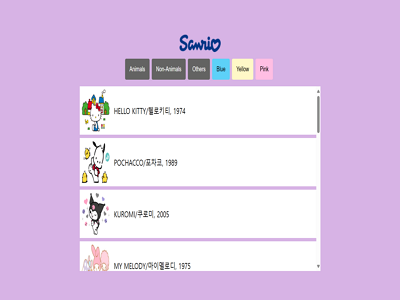 Sanrio
Animals Non-Animals Others Blue Yellow Pink
HELLO KITTY/헬로키티, 1974
POCHACCO/포차코, 1989
KUROMI/쿠로미, 2005
MY MELODY/마이멜로디, 1975